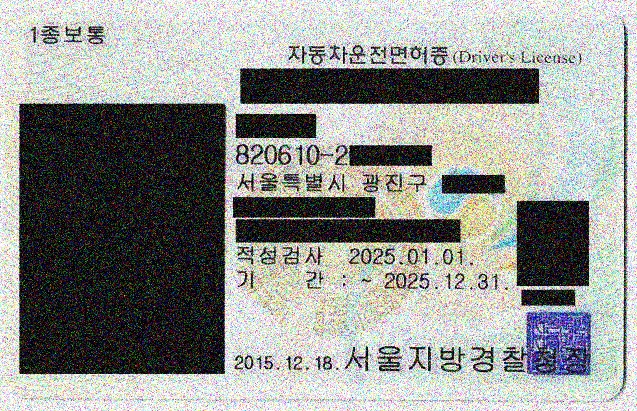 1종보통
자동차운전면허증 (Driver's License)
820610-2
서울특별시 광진구
적성검사 2025.01.01.
기 간 : ~ 2025.12.31.
2015.12.18. 서울지방경찰청장